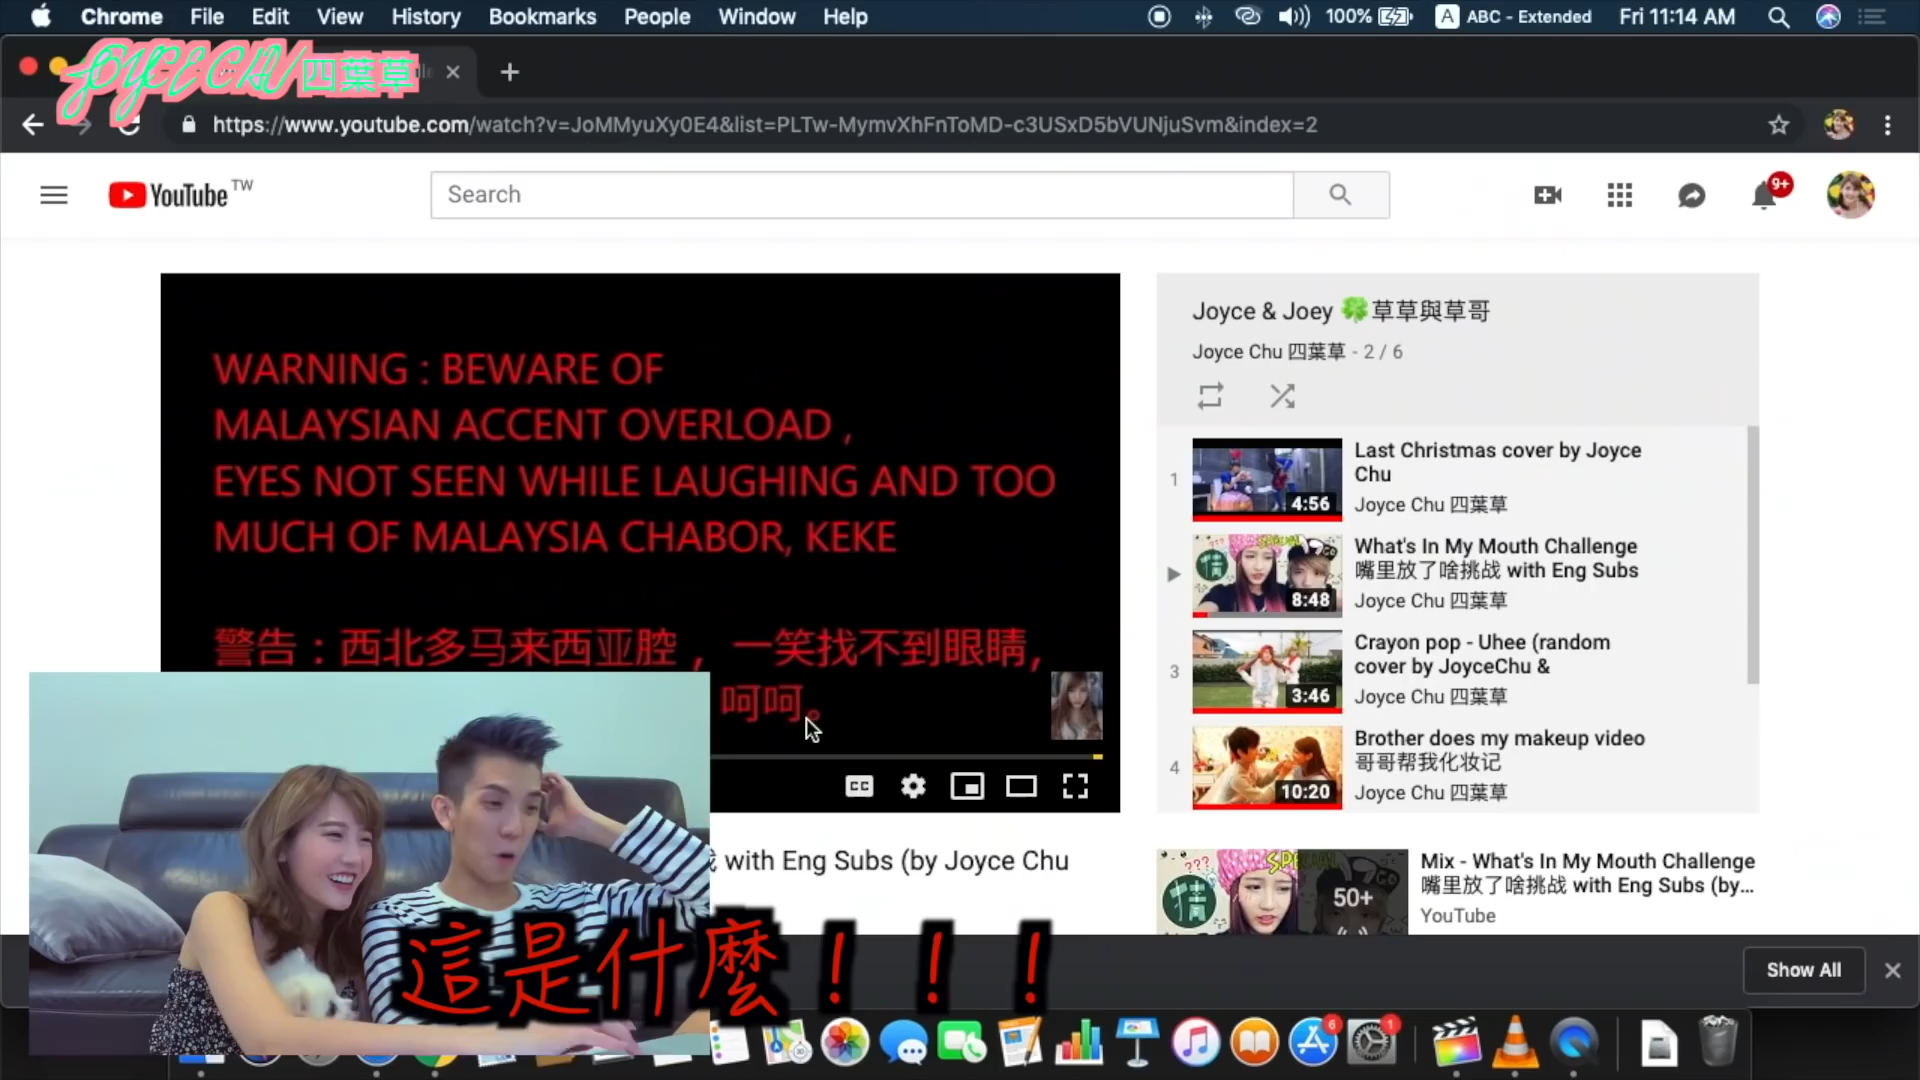 Chrome File Edit View History Bookmarks People Window Help
100% A ABC - Extended Fri 11:14 AM
JOYCE CHU 四葉草
https://www.youtube.com/watch?v=JoMMyuXy0E4&list=PLTw-MymvXhFnToMD-c3USxD5bVUNjuSvm&index=2
YouTube TW
Search
9+
WARNING : BEWARE OF
MALAYSIAN ACCENT OVERLOAD ,
EYES NOT SEEN WHILE LAUGHING AND TOO
MUCH OF MALAYSIA CHABOR, KEKE
警告：西北多马来西亚腔， 一笑找不到眼睛，
呵呵。
CC
with Eng Subs (by Joyce Chu
這是什麼！！！
Joyce & Joey 🍀草草與草哥
Joyce Chu 四葉草 - 2 / 6
1
4:56
Last Christmas cover by Joyce
Chu
Joyce Chu 四葉草
SPECIAL
情
8:48
What's In My Mouth Challenge
嘴里放了啥挑战 with Eng Subs
Joyce Chu 四葉草
3
3:46
Crayon pop - Uhee (random
cover by JoyceChu &
Joyce Chu 四葉草
4
10:20
Brother does my makeup video
哥哥帮我化妆记
Joyce Chu 四葉草
???
SPECIAL
情
50+
Mix - What's In My Mouth Challenge
嘴里放了啥挑战 with Eng Subs (by...
YouTube
Show All
6
1